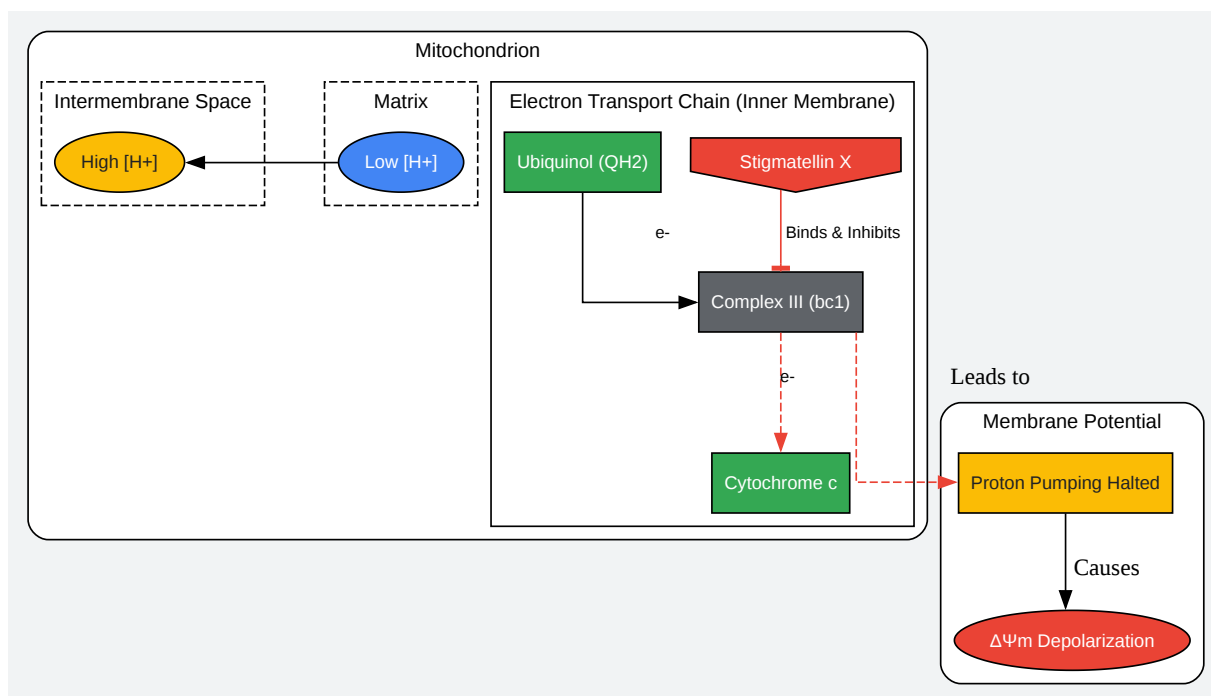 Mitochondrion
Intermembrane Space
Matrix
Electron Transport Chain (Inner Membrane)
High [H+]
Low [H+]
Ubiquinol (QH2)
Stigmatellin X
e-
Binds & Inhibits
Complex III (bc1)
e-
Cytochrome c
Leads to
Membrane Potential
Proton Pumping Halted
Causes
ΔΨm Depolarization